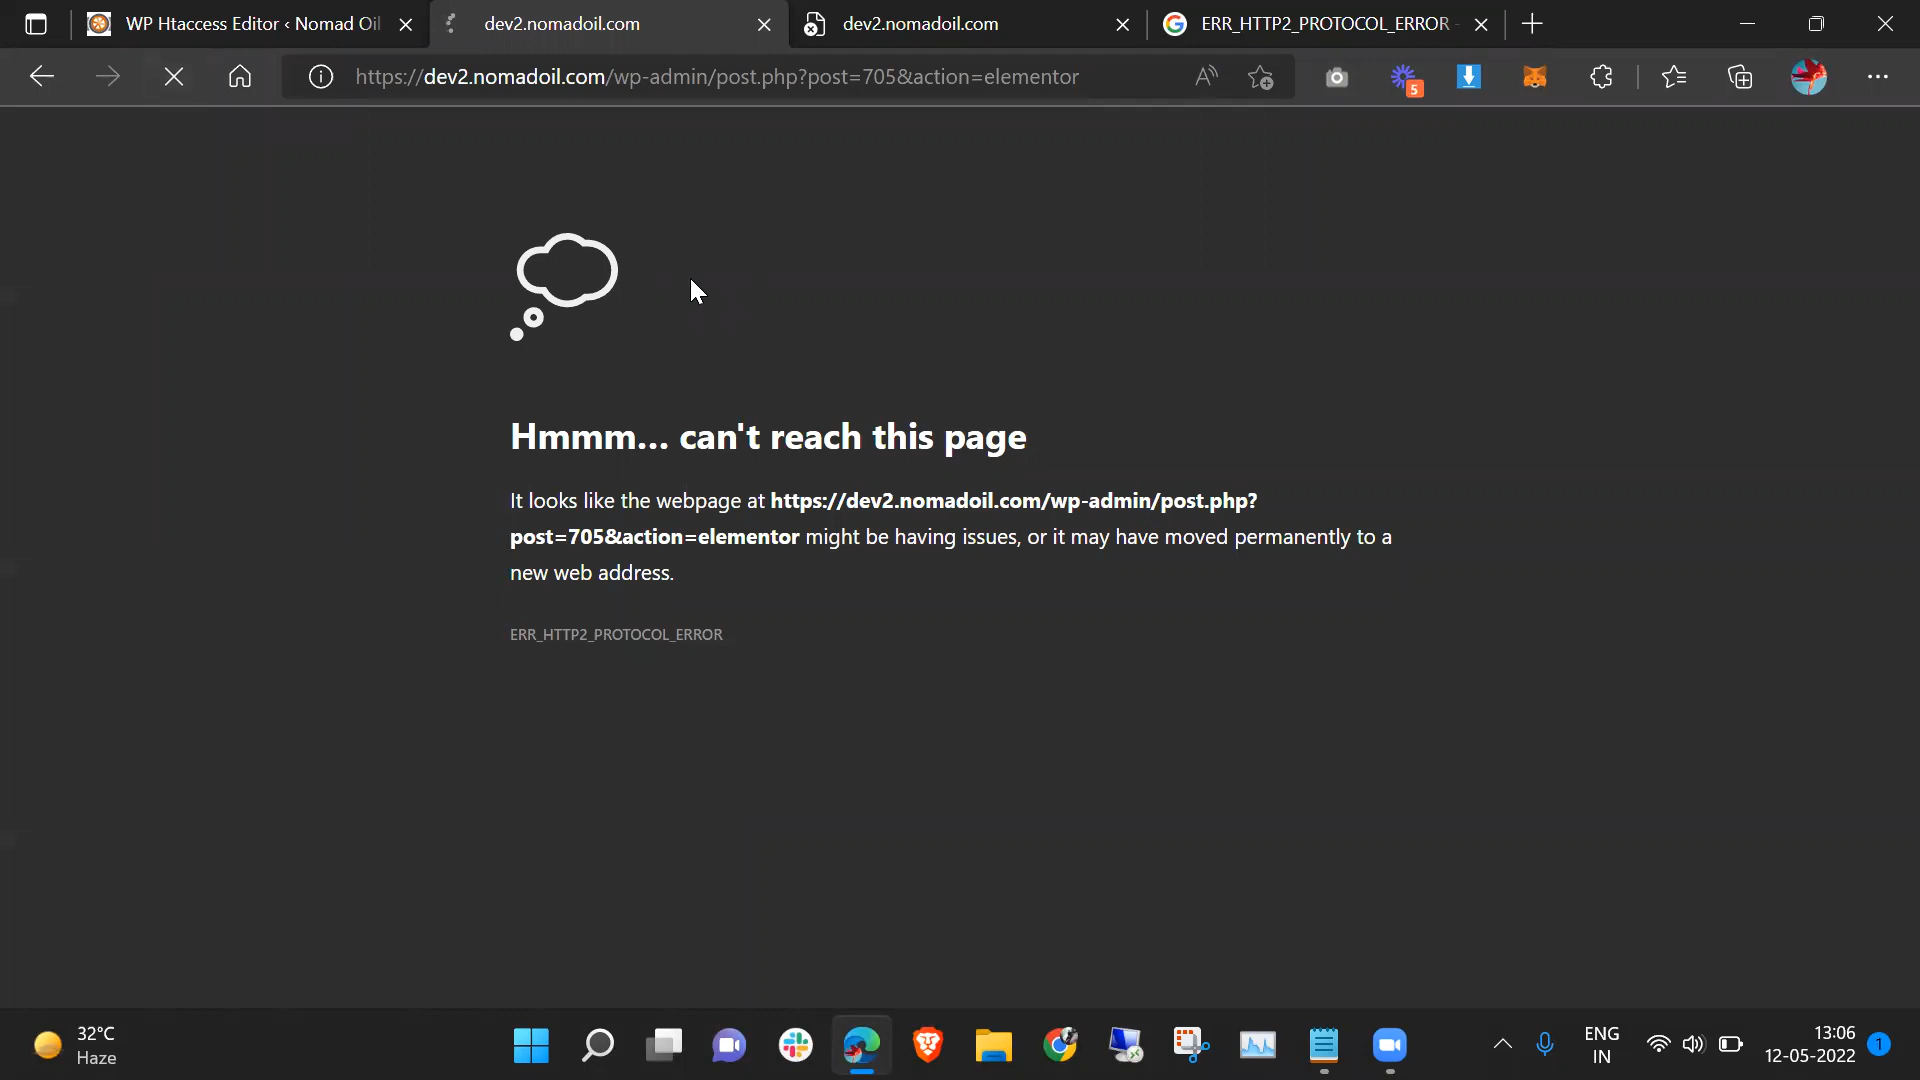 WP Htaccess Editor ‹ Nomad Oil
dev2.nomadoil.com
dev2.nomadoil.com
ERR_HTTP2_PROTOCOL_ERROR -
https://dev2.nomadoil.com/wp-admin/post.php?post=705&action=elementor
5
Hmmm... can't reach this page
It looks like the webpage at https://dev2.nomadoil.com/wp-admin/post.php?
post=705&action=elementor might be having issues, or it may have moved permanently to a
new web address.
ERR_HTTP2_PROTOCOL_ERROR
32°C
Haze
ENG
IN
13:06
12-05-2022
1